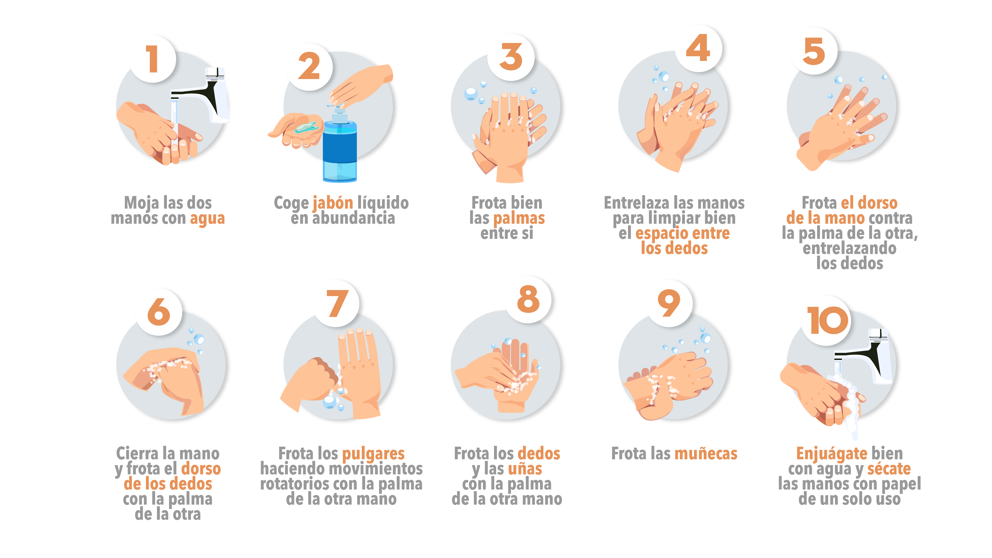 1
Moja las dos
manos con agua
2
Coge jabón líquido
en abundancia
3
Frota bien
las palmas
entre si
4
Entrelaza las manos
para limpiar bien
el espacio entre
los dedos
5
Frota el dorso
de la mano contra
la palma de la otra,
entrelazando
los dedos
6
Cierra la mano
y frota el dorso
de los dedos
con la palma
de la otra
7
Frota los pulgares
haciendo movimientos
rotatorios con la palma
de la otra mano
8
Frota los dedos
y las uñas
con la palma
de la otra mano
9
Frota las muñecas
10
Enjuágate bien
con agua y sécate
las manos con papel
de un solo uso